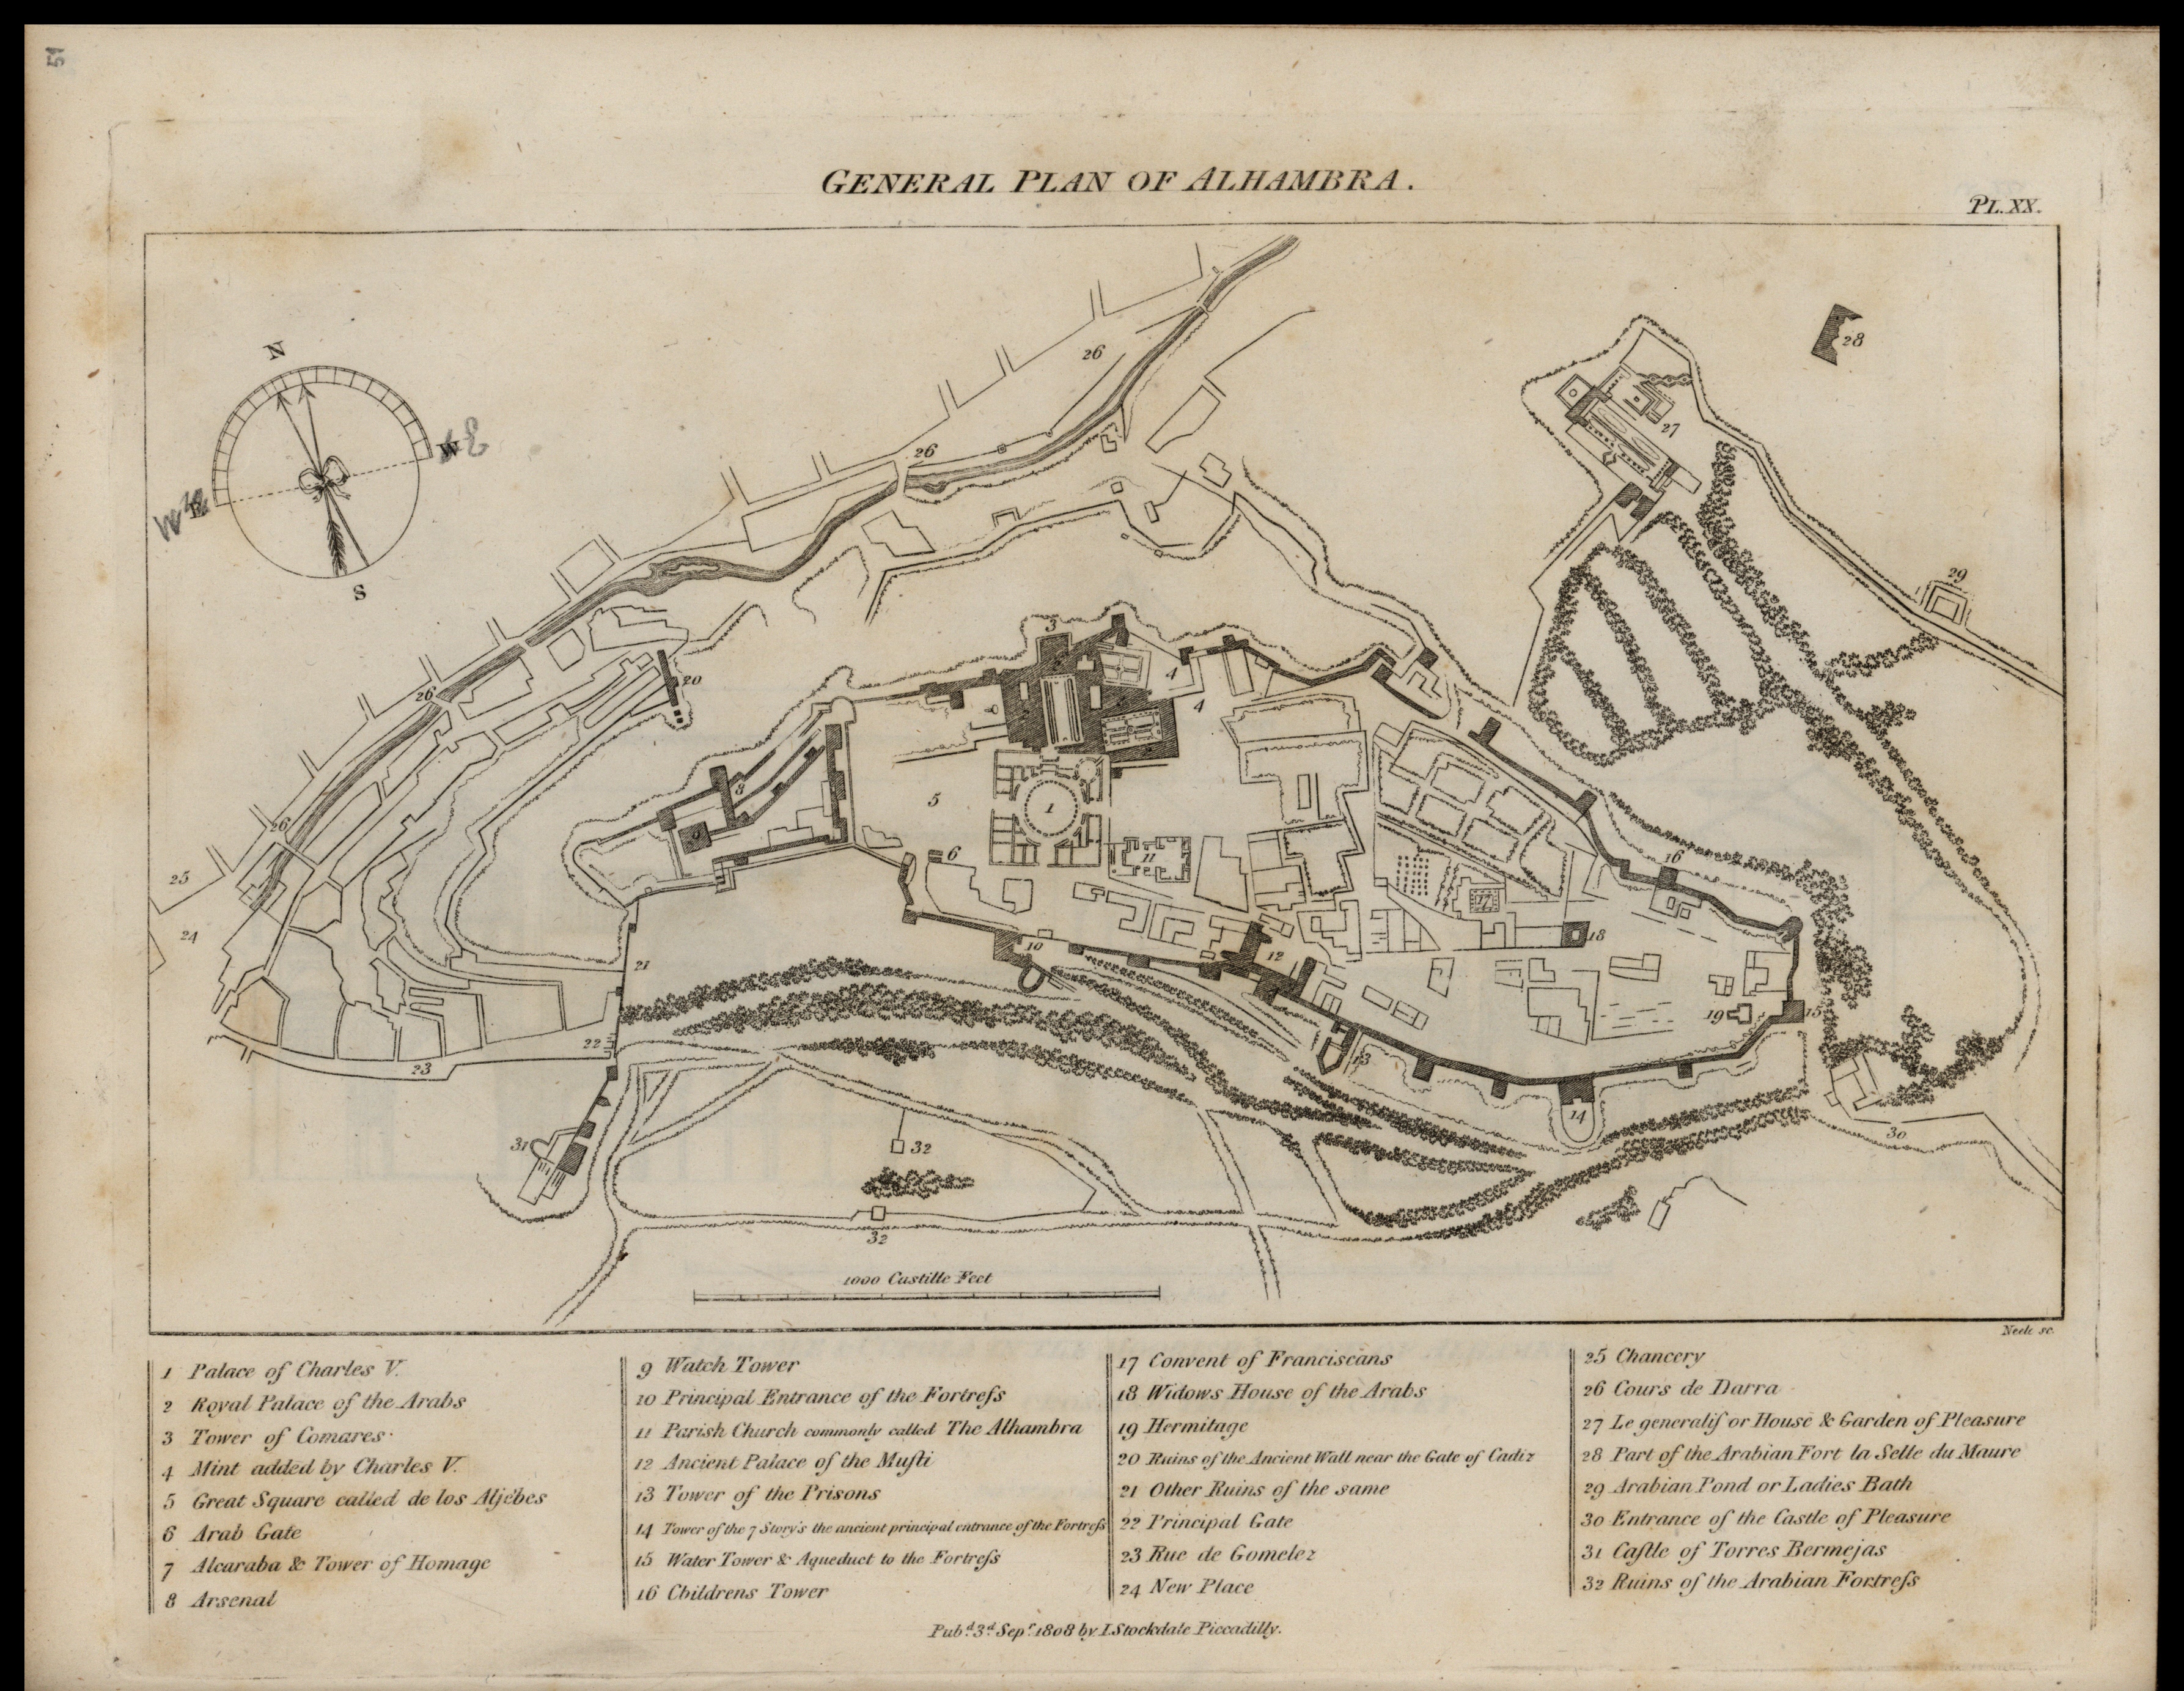 51
GENERAL PLAN OF ALHAMBRA.
PL. XX.
N
W
E
W
S
26
28
27
26
29
3
20
4
26
4
8
5
1
9
6
11
16
26
25
17
24
18
10
12
21
19
15
22
13
23
14
30
31
32
32
1000 Castille Feet
Neele sc.
1 Palace of Charles V.
2 Royal Palace of the Arabs
3 Tower of Comares
4 Mint added by Charles V.
5 Great Square called de los Aljébes
6 Arab Gate
7 Alcaraba & Tower of Homage
8 Arsenal
9 Watch Tower
10 Principal Entrance of the Fortreſs
11 Parish Church commonly called The Alhambra
12 Ancient Palace of the Mufti
13 Tower of the Prisons
14 Tower of the 7 Story's the ancient principal entrance of the Fortreſs
15 Water Tower & Aqueduct to the Fortreſs
16 Childrens Tower
17 Convent of Franciscans
18 Widows House of the Arabs
19 Hermitage
20 Ruins of the Ancient Wall near the Gate of Cadiz
21 Other Ruins of the same
22 Principal Gate
23 Rue de Gomelez
24 New Place
25 Chancery
26 Cours de Darra
27 Le generalif or House & Garden of Pleasure
28 Part of the Arabian Fort la Selle du Maure
29 Arabian Pond or Ladies Bath
30 Entrance of the Castle of Pleasure
31 Caſtle of Torres Bermejas
32 Ruins of the Arabian Fortreſs
Pubd. 3d. Sepr. 1808 by I. Stockdale Piccadilly.